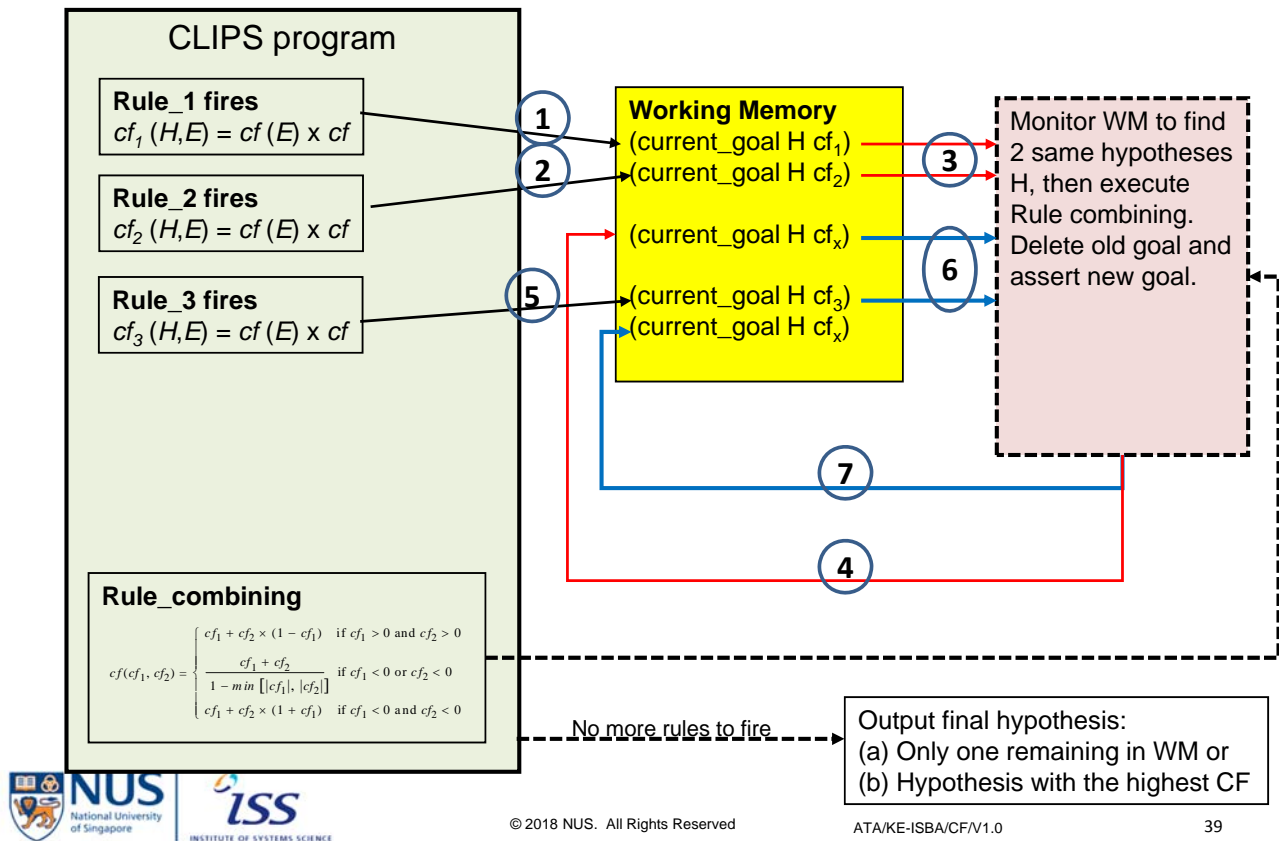 CLIPS program
Rule_1 fires
cf₁ (H,E) = cf (E) x cf
Rule_2 fires
cf₂ (H,E) = cf (E) x cf
Rule_3 fires
cf₃ (H,E) = cf (E) x cf
1
2
5
Working Memory
(current_goal H cf₁)
(current_goal H cf₂)
(current_goal H cfₓ)
(current_goal H cf₃)
(current_goal H cfₓ)
3
6
Monitor WM to find
2 same hypotheses
H, then execute
Rule combining.
Delete old goal and
assert new goal.
7
4
Rule_combining
cf₁ + cf₂ × (1 − cf₁) if cf₁ > 0 and cf₂ > 0
cf(cf₁, cf₂) = { (cf₁ + cf₂) / (1 − min [|cf₁|, |cf₂|]) if cf₁ < 0 or cf₂ < 0
cf₁ + cf₂ × (1 + cf₁) if cf₁ < 0 and cf₂ < 0
No more rules to fire
Output final hypothesis:
(a) Only one remaining in WM or
(b) Hypothesis with the highest CF
NUS
National University
of Singapore
ISS
INSTITUTE OF SYSTEMS SCIENCE
© 2018 NUS. All Rights Reserved
ATA/KE-ISBA/CF/V1.0
39